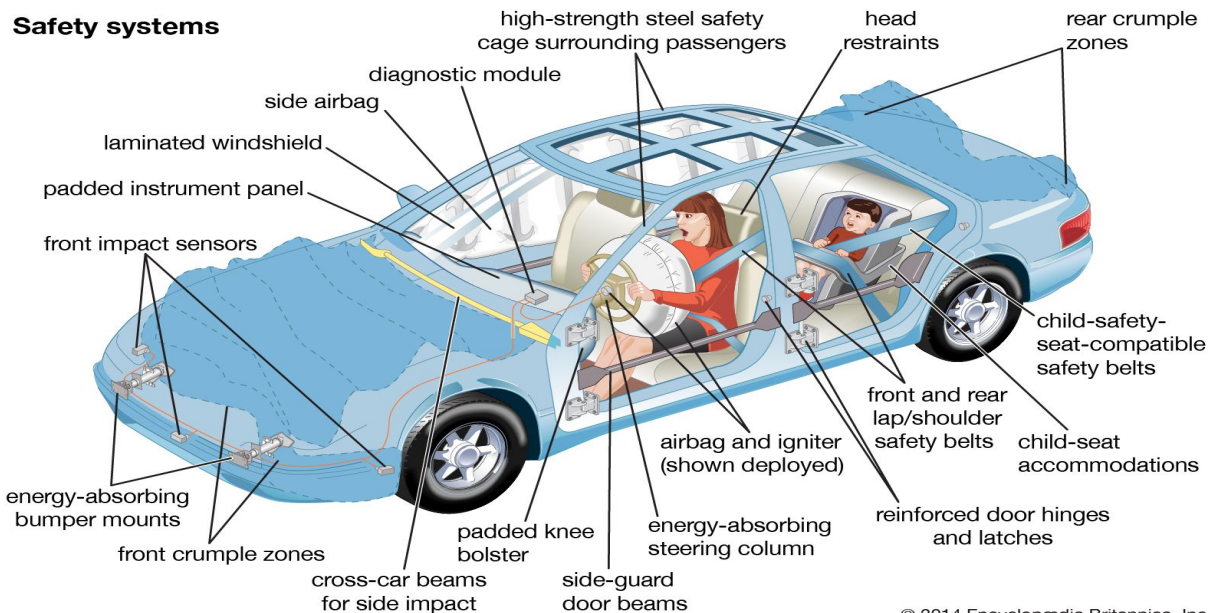 Safety systems
high-strength steel safety
cage surrounding passengers
head
restraints
rear crumple
zones
diagnostic module
side airbag
laminated windshield
padded instrument panel
front impact sensors
child-safety-
seat-compatible
safety belts
front and rear
lap/shoulder
safety belts
child-seat
accommodations
airbag and igniter
(shown deployed)
energy-absorbing
bumper mounts
reinforced door hinges
and latches
padded knee
bolster
energy-absorbing
steering column
front crumple zones
cross-car beams
for side impact
side-guard
door beams
© 2014 Encyclopædia Britannica, Inc.